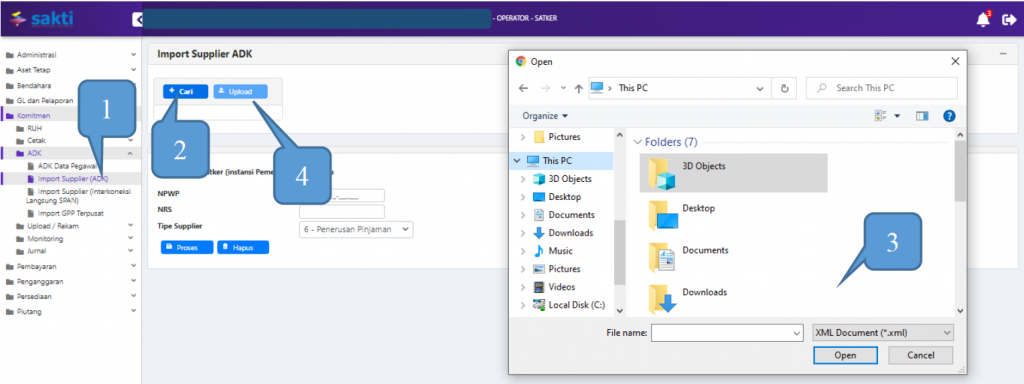 sakti
- OPERATOR - SATKER
3
Administrasi
Aset Tetap
Bendahara
GL dan Pelaporan
Komitmen
RUH
Cetak
ADK
ADK Data Pegawai
Import Supplier (ADK)
Import Supplier (Interkoneksi
Langsung SPAN)
Import GPP Terpusat
Upload / Rekam
Monitoring
Jurnal
Pembayaran
Penganggaran
Persediaan
Piutang
1
Import Supplier ADK
+ Cari
Upload
2
4
(instansi
NPWP
NRS
Tipe Supplier
6 - Penerusan Pinjaman
Proses
Hapus
Open
This PC
Search This PC
Organize
Pictures
This PC
3D Objects
Desktop
Documents
Downloads
Music
Pictures
Videos
Local Disk (C:)
Folders (7)
3D Objects
Desktop
Documents
Downloads
3
File name:
XML Document (*.xml)
Open
Cancel